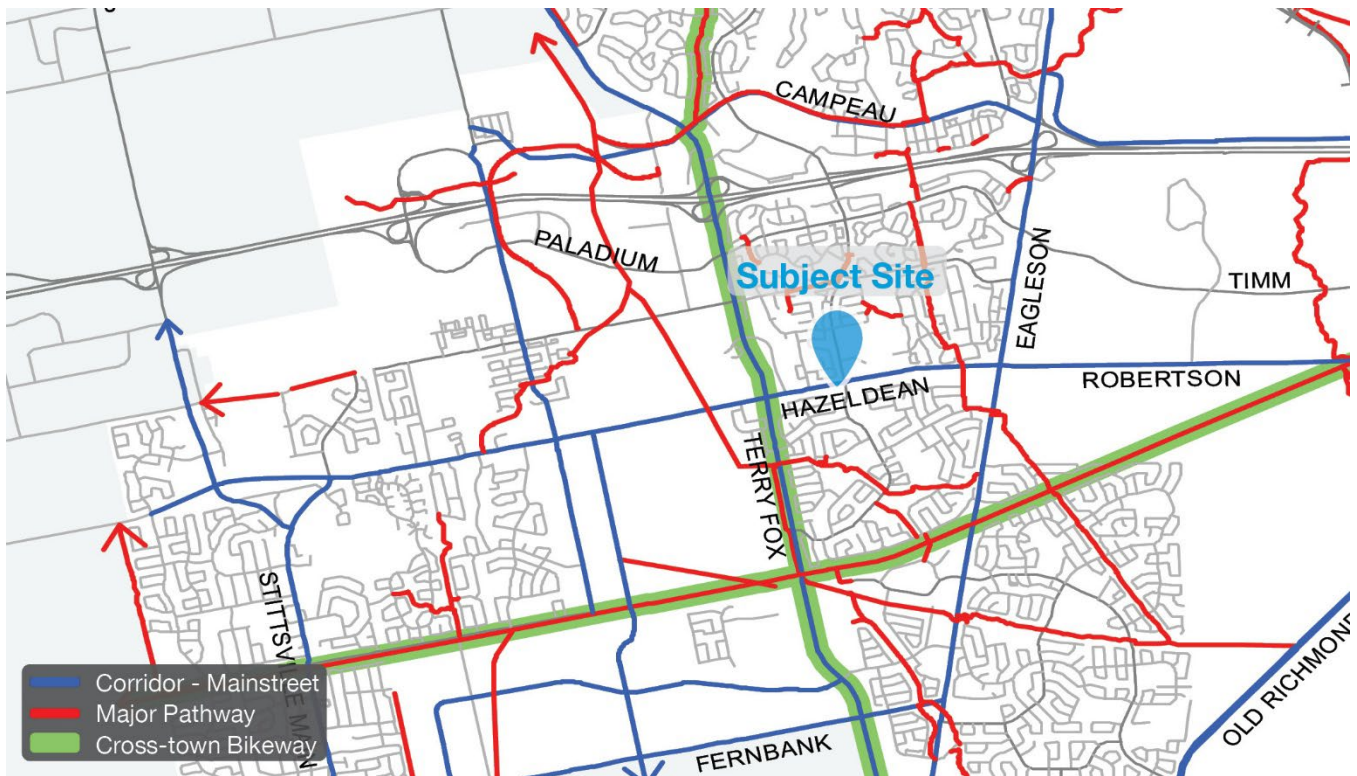 CAMPEAU
PALADIUM
Subject Site
EAGLESON
TIMM
ROBERTSON
HAZELDEAN
TERRY FOX
STITTSVILLE MAIN
OLD RICHMOND
FERNBANK
Corridor - Mainstreet
Major Pathway
Cross-town Bikeway